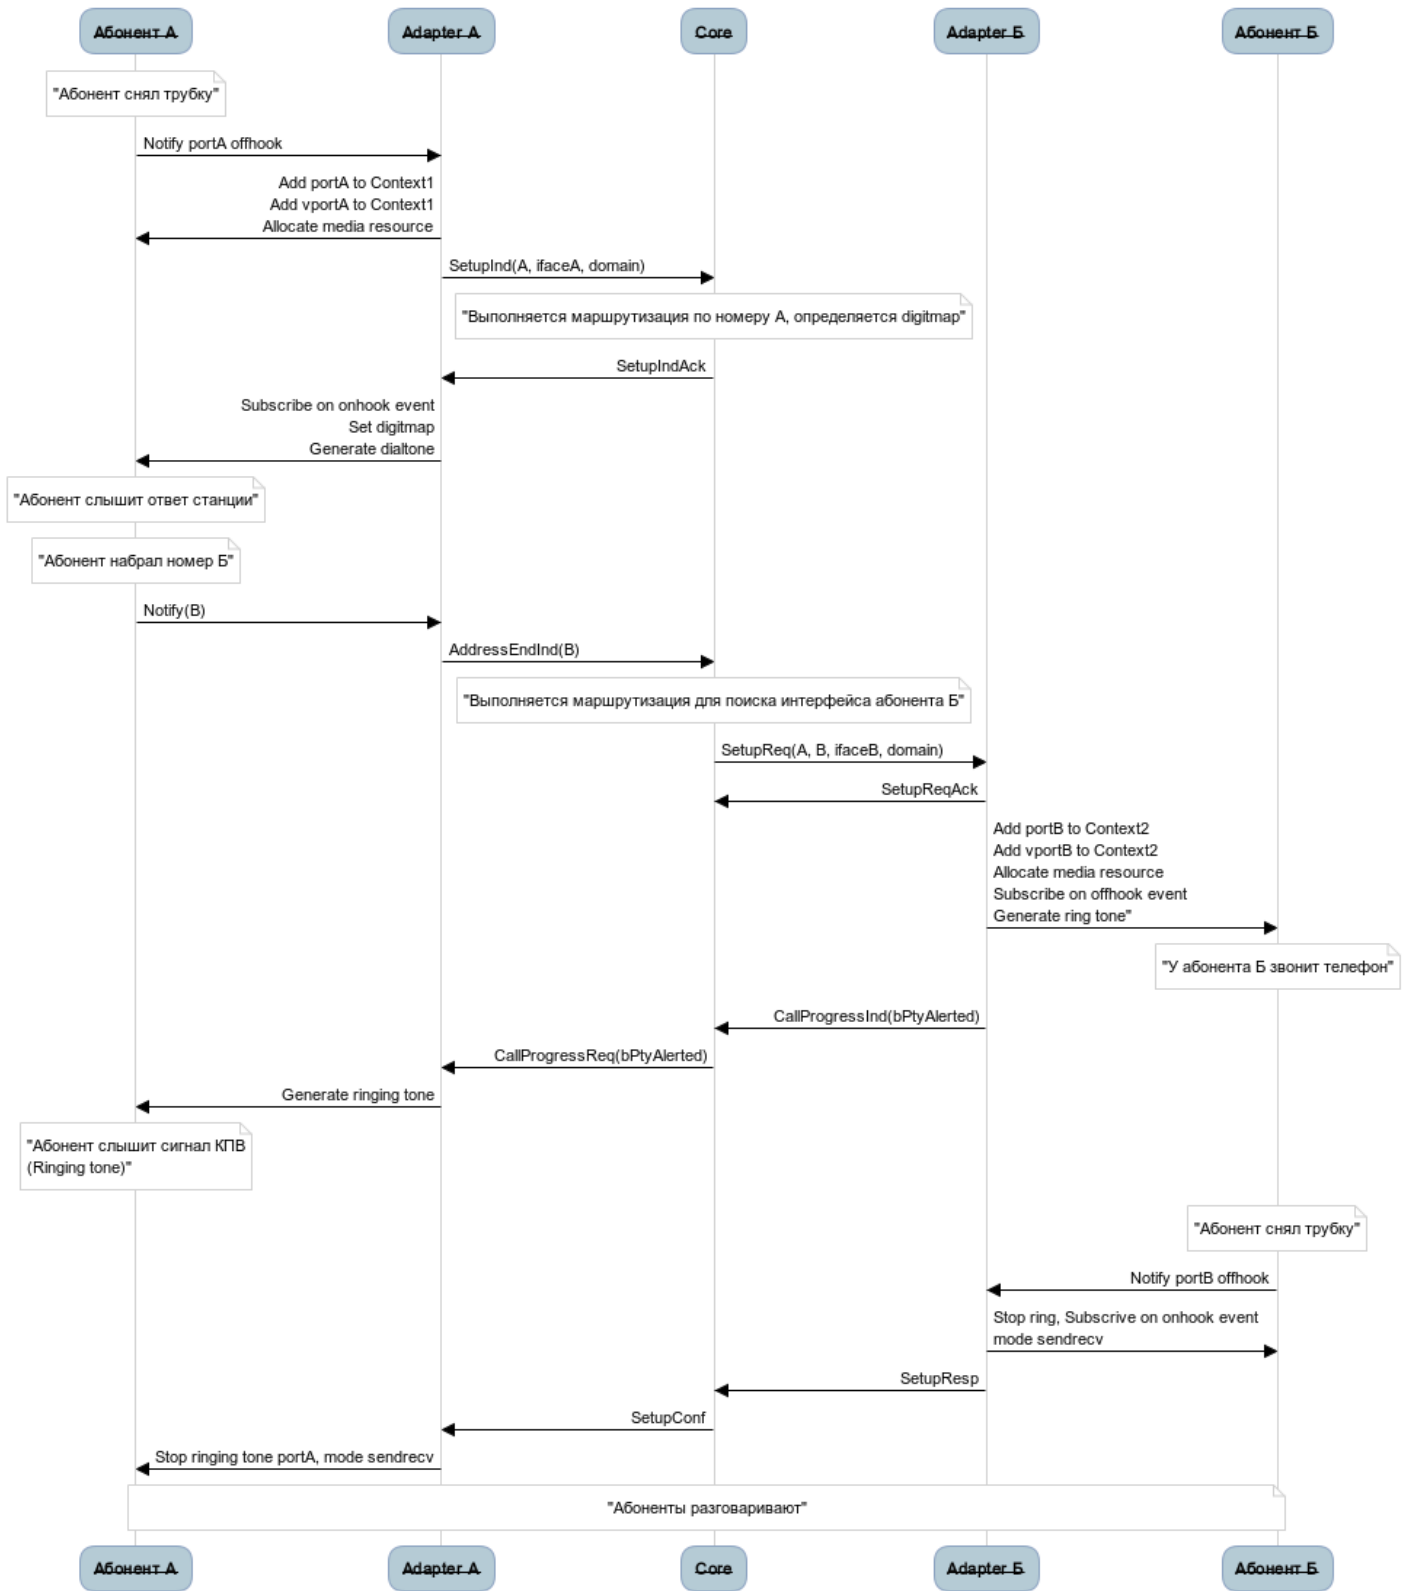 Абонент А
Adapter А
Core
Adapter Б
Абонент Б
"Абонент снял трубку"
Notify portA offhook
Add portA to Context1
Add vportA to Context1
Allocate media resource
SetupInd(A, ifaceA, domain)
"Выполняется маршрутизация по номеру А, определяется digitmap"
SetupIndAck
Subscribe on onhook event
Set digitmap
Generate dialtone
"Абонент слышит ответ станции"
"Абонент набрал номер Б"
Notify(B)
AddressEndInd(B)
"Выполняется маршрутизация для поиска интерфейса абонента Б"
SetupReq(A, B, ifaceB, domain)
SetupReqAck
Add portB to Context2
Add vportB to Context2
Allocate media resource
Subscribe on offhook event
Generate ring tone"
"У абонента Б звонит телефон"
CallProgressInd(bPtyAlerted)
CallProgressReq(bPtyAlerted)
Generate ringing tone
"Абонент слышит сигнал КПВ
(Ringing tone)"
"Абонент снял трубку"
Notify portB offhook
Stop ring, Subscrive on onhook event
mode sendrecv
SetupResp
SetupConf
Stop ringing tone portA, mode sendrecv
"Абоненты разговаривают"
Абонент А
Adapter А
Core
Adapter Б
Абонент Б